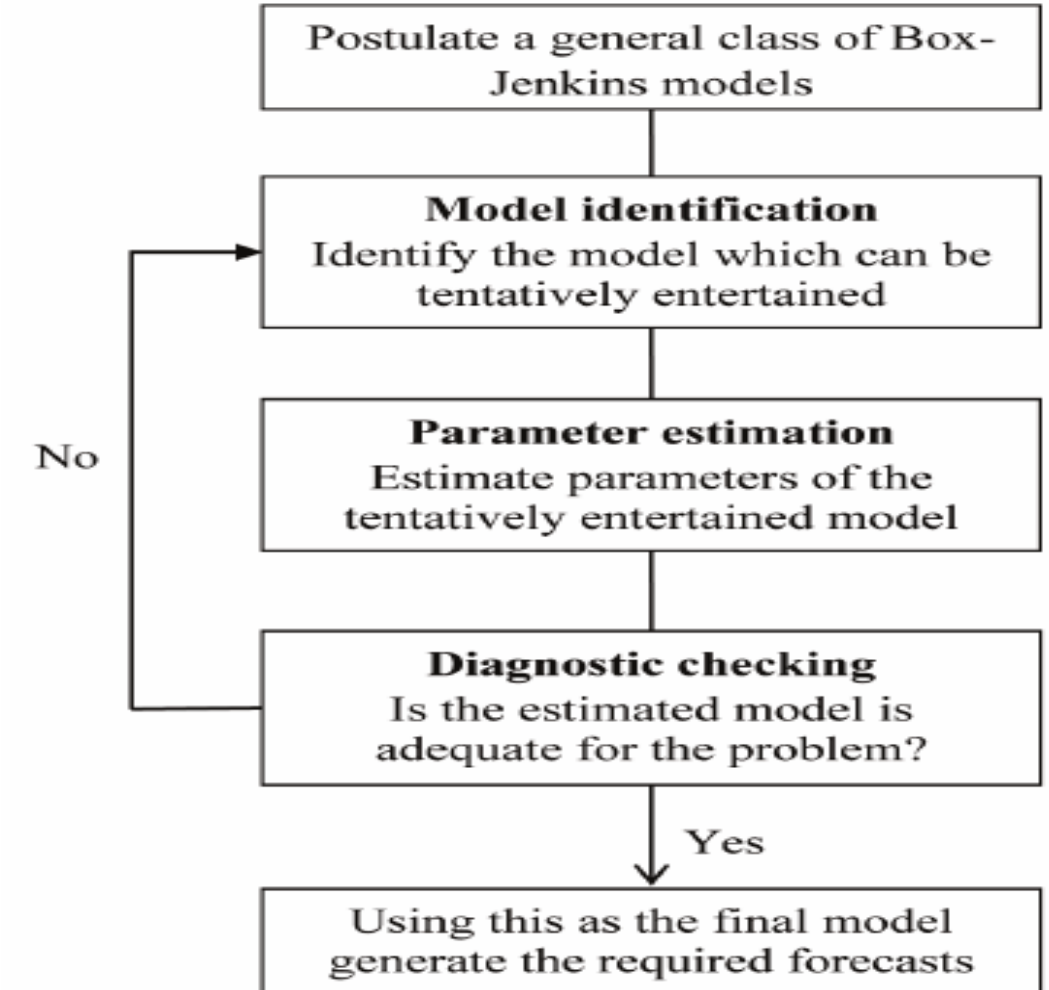 Postulate a general class of Box-
Jenkins models
Model identification
Identify the model which can be
tentatively entertained
No
Parameter estimation
Estimate parameters of the
tentatively entertained model
Diagnostic checking
Is the estimated model is
adequate for the problem?
Yes
Using this as the final model
generate the required forecasts